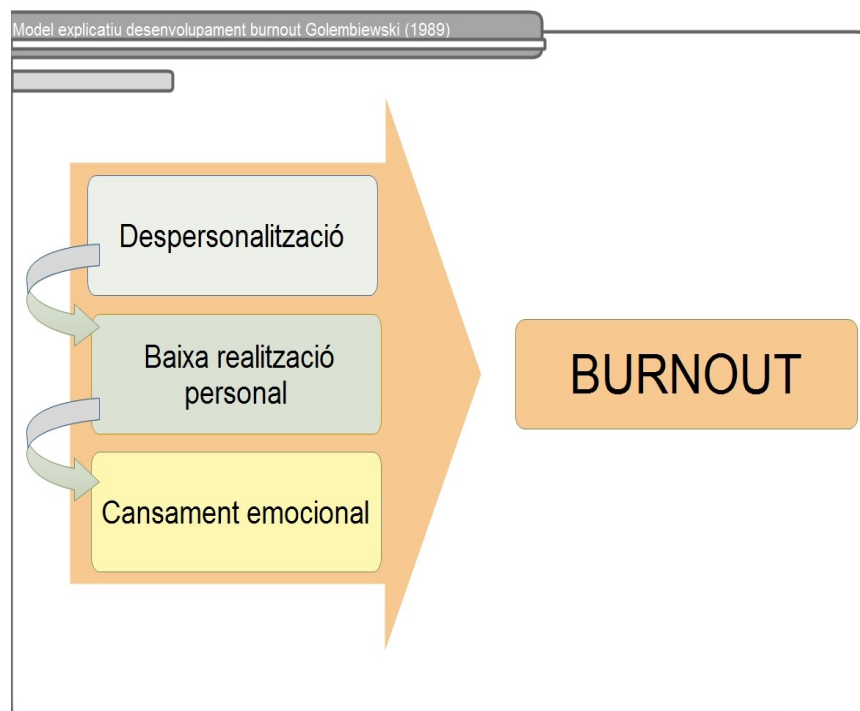 Model explicatiu desenvolupament burnout Golembiewski (1989)
Despersonalització
Baixa realització
personal
Cansament emocional
BURNOUT